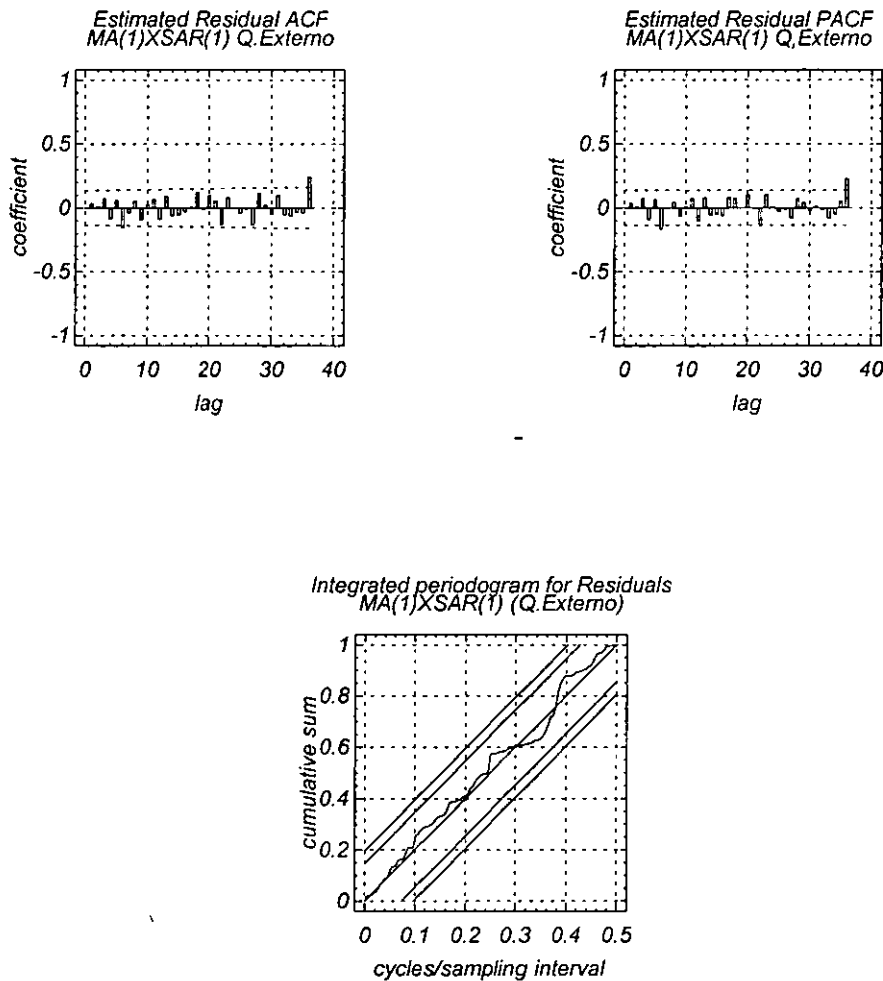 Estimated Residual ACF
MA(1)XSAR(1) Q.Externo
1
0.5
0
-0.5
-1
coefficient
0 10 20 30 40
lag
Estimated Residual PACF
MA(1)XSAR(1) Q,Externo
1
0.5
0
-0.5
-1
coefficient
0 10 20 30 40
lag
Integrated periodogram for Residuals
MA(1)XSAR(1) (Q.Externo)
1
0.8
0.6
0.4
0.2
0
cumulative sum
0 0.1 0.2 0.3 0.4 0.5
cycles/sampling interval